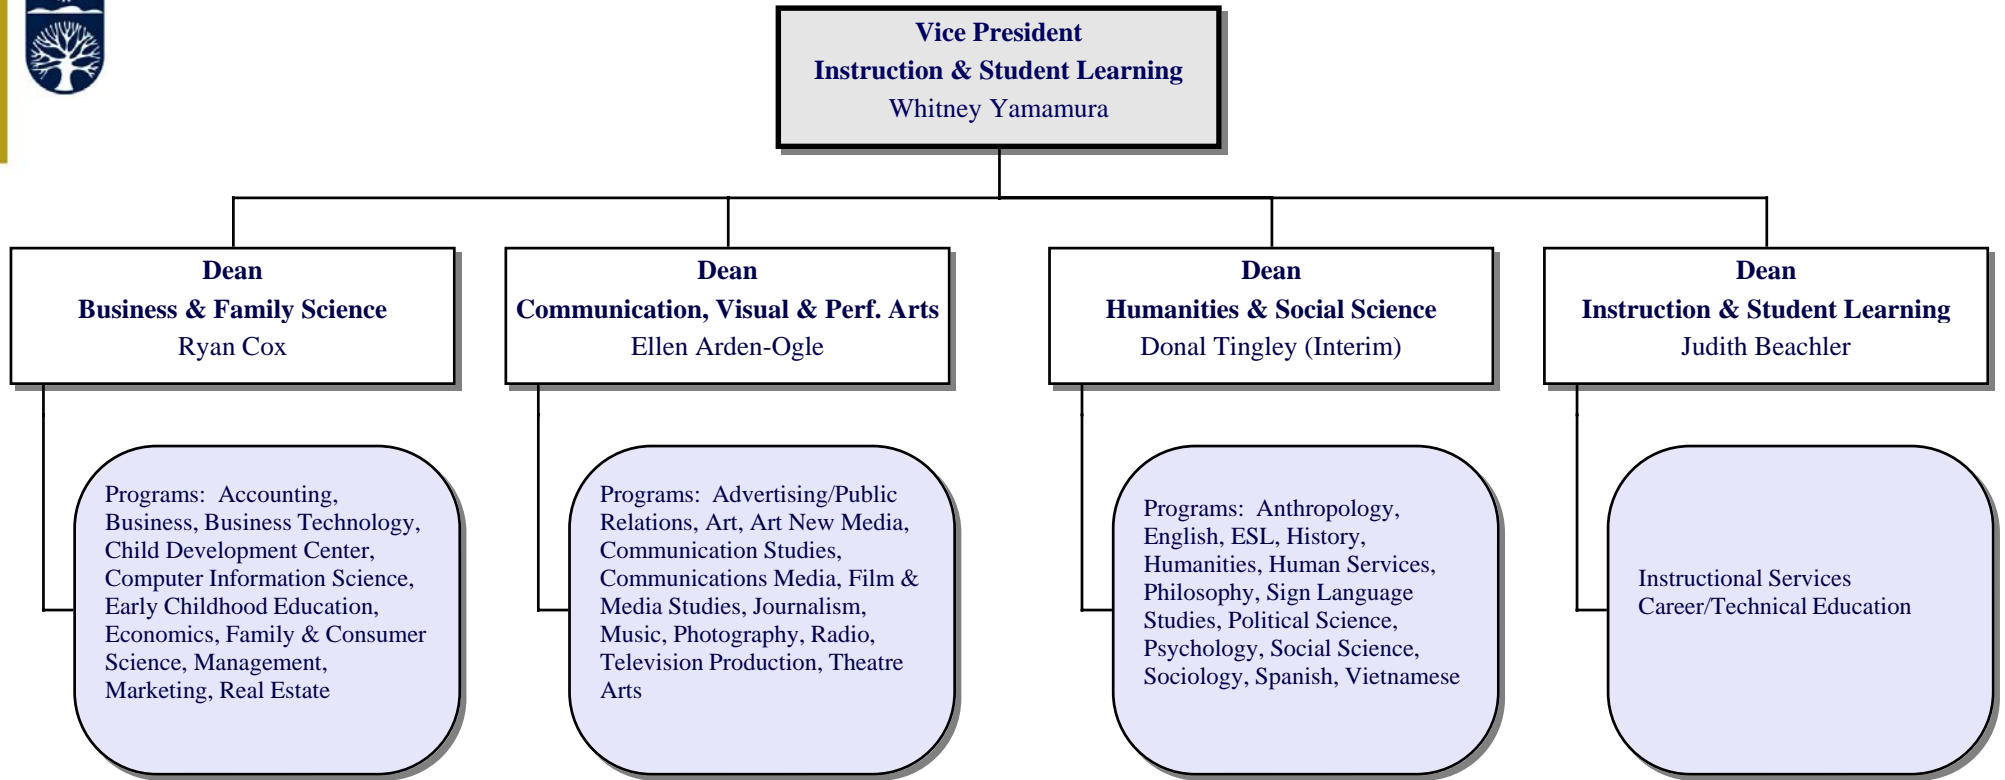 Vice President
Instruction & Student Learning
Whitney Yamamura
Dean
Business & Family Science
Ryan Cox
Dean
Communication, Visual & Perf. Arts
Ellen Arden-Ogle
Dean
Humanities & Social Science
Donal Tingley (Interim)
Dean
Instruction & Student Learning
Judith Beachler
Programs:  Accounting,
Business, Business Technology,
Child Development Center,
Computer Information Science,
Early Childhood Education,
Economics, Family & Consumer
Science, Management,
Marketing, Real Estate
Programs:  Advertising/Public
Relations, Art, Art New Media,
Communication Studies,
Communications Media, Film &
Media Studies, Journalism,
Music, Photography, Radio,
Television Production, Theatre
Arts
Programs:  Anthropology,
English, ESL, History,
Humanities, Human Services,
Philosophy, Sign Language
Studies, Political Science,
Psychology, Social Science,
Sociology, Spanish, Vietnamese
Instructional Services
Career/Technical Education